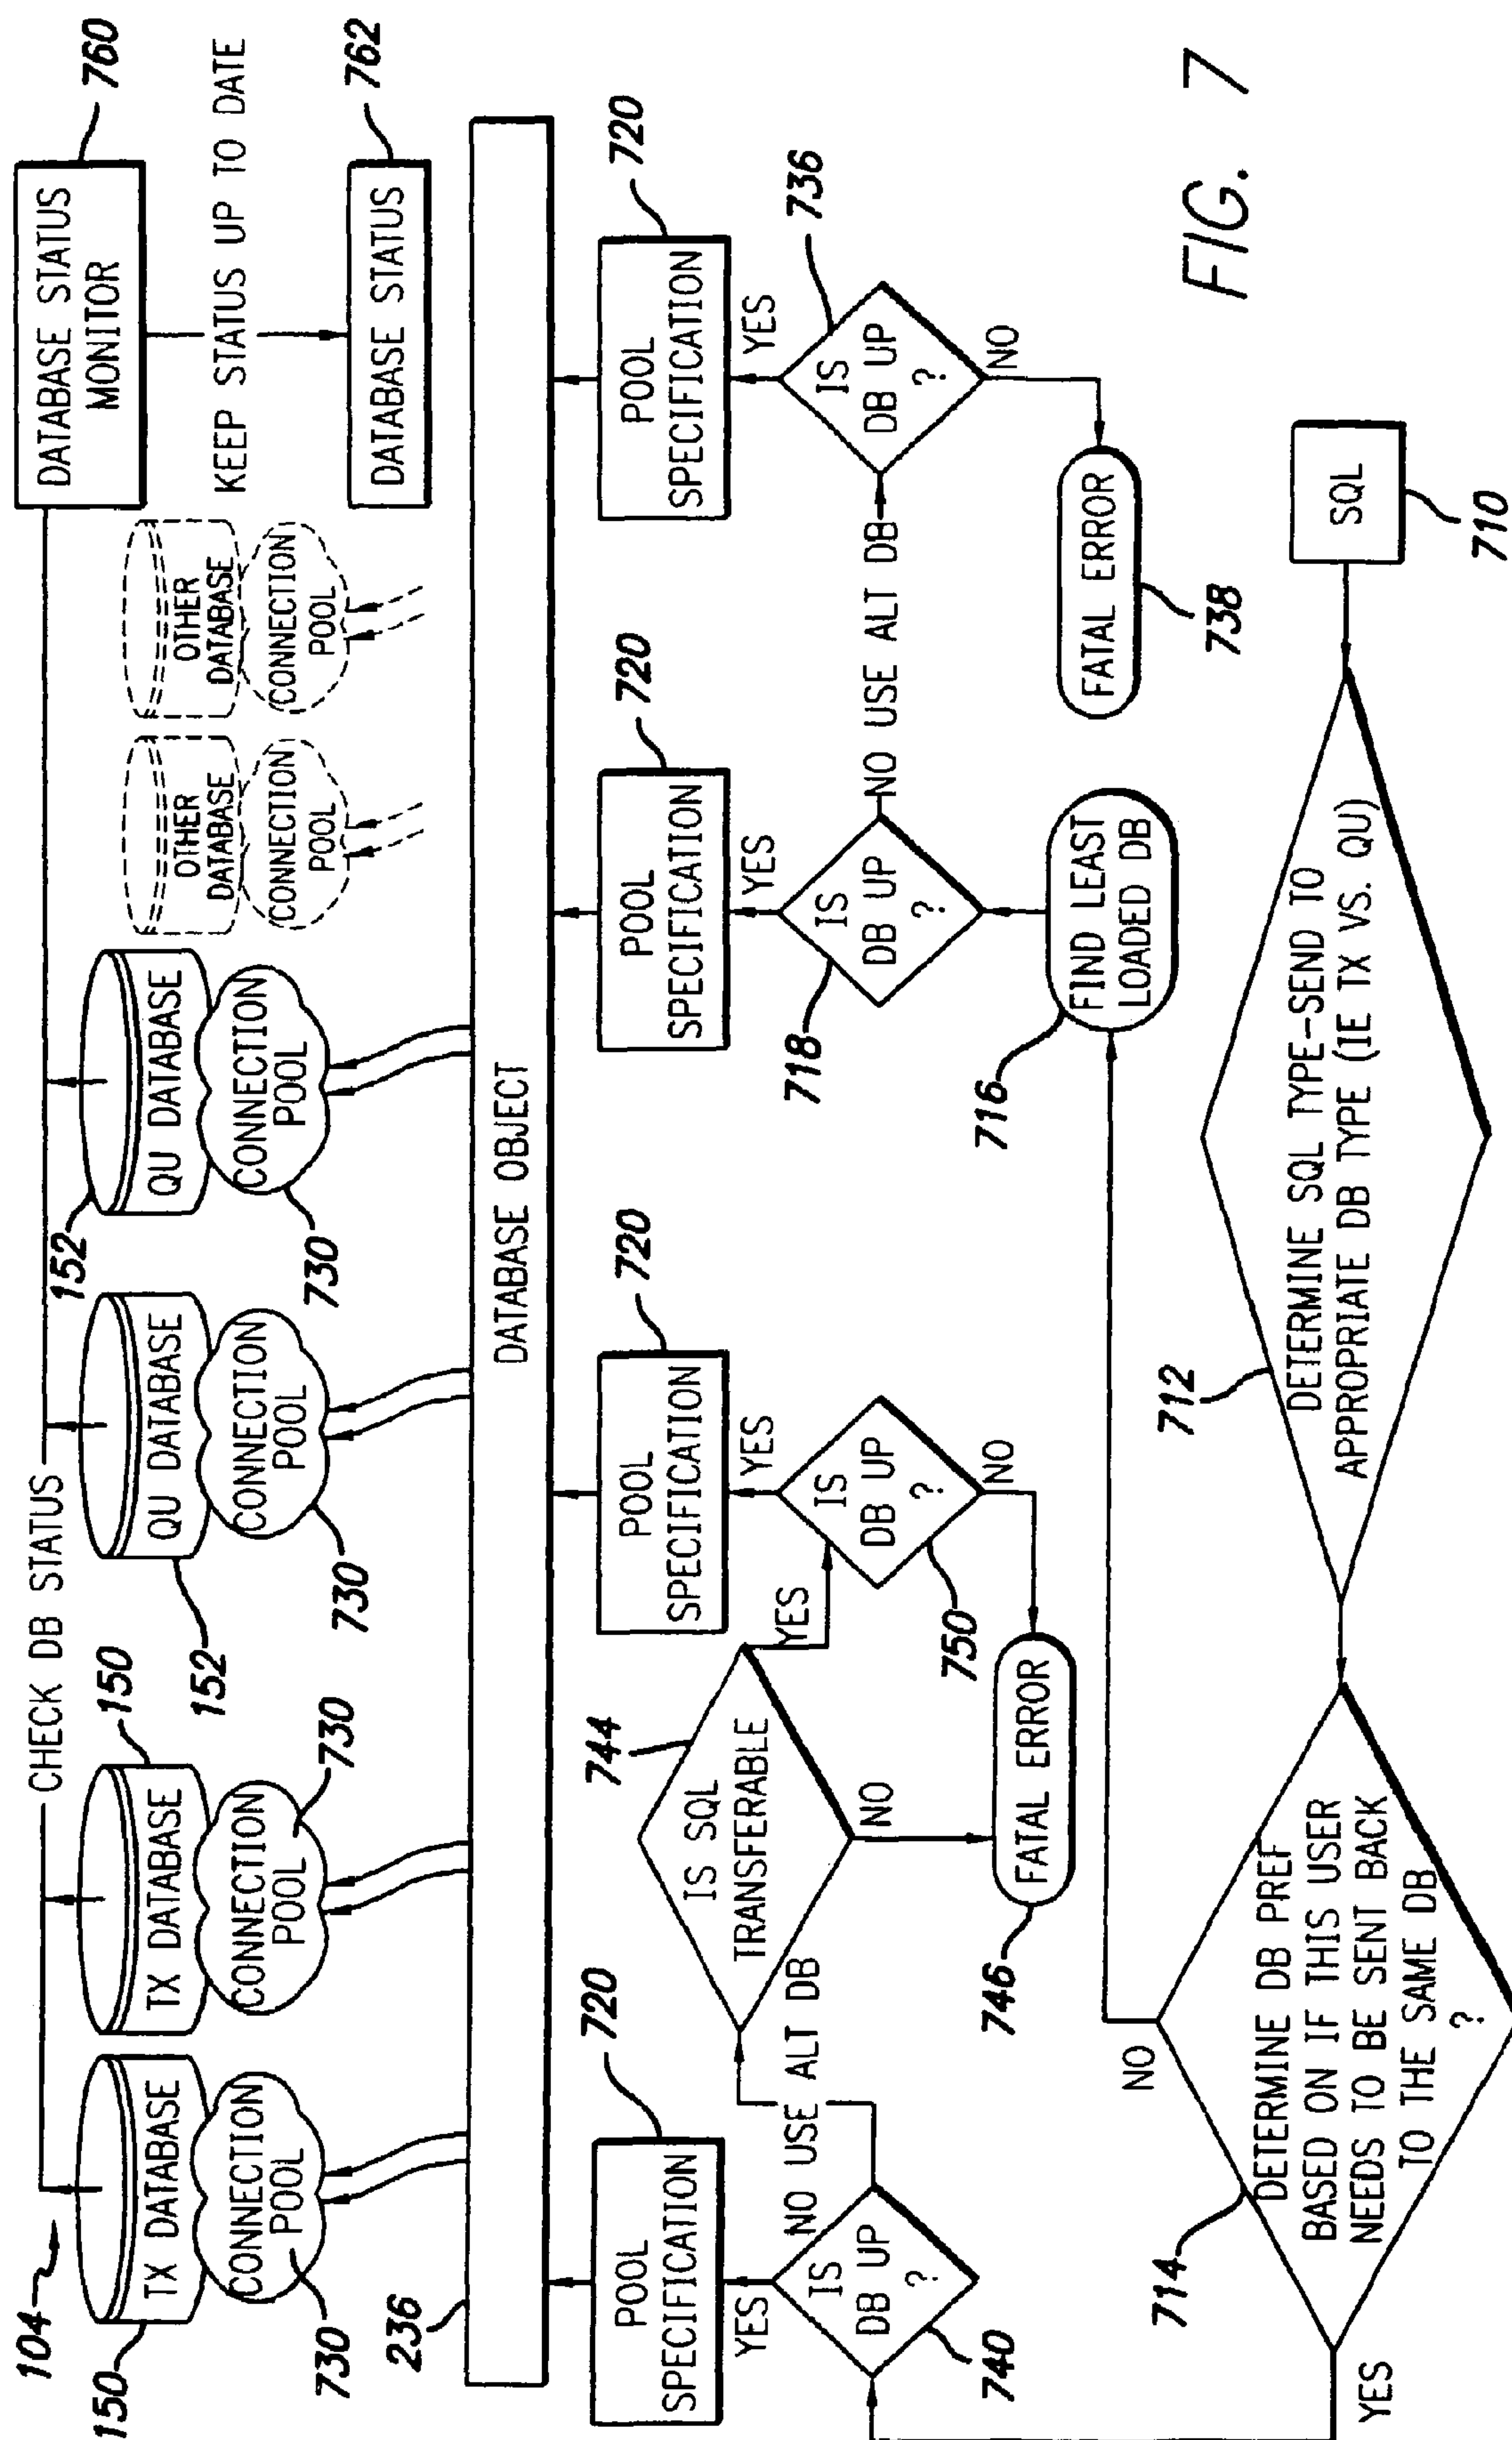 104
CHECK DB STATUS
DATABASE STATUS
MONITOR
760
150
TX DATABASE
CONNECTION
POOL
730
TX DATABASE
150
CONNECTION
POOL
730
QU DATABASE
152
CONNECTION
POOL
730
152
QU DATABASE
CONNECTION
POOL
730
OTHER
DATABASE
CONNECTION
POOL
OTHER
DATABASE
CONNECTION
POOL
KEEP STATUS UP TO DATE
DATABASE STATUS
762
236
DATABASE OBJECT
720
POOL
SPECIFICATION
YES
IS
DB UP
?
740
NO USE ALT DB
744
IS SQL
TRANSFERABLE
YES
NO
FATAL ERROR
746
720
POOL
SPECIFICATION
YES
IS
DB UP
?
750
NO
720
POOL
SPECIFICATION
YES
IS
DB UP
?
718
NO USE ALT DB
716
FIND LEAST
LOADED DB
720
POOL
SPECIFICATION
YES
736
IS
DB UP
?
NO
FATAL ERROR
738
714
DETERMINE DB PREF
BASED ON IF THIS USER
NEEDS TO BE SENT BACK
TO THE SAME DB
?
NO
YES
712
DETERMINE SQL TYPE-SEND TO
APPROPRIATE DB TYPE (IE TX VS. QU)
SQL
710
FIG. 7